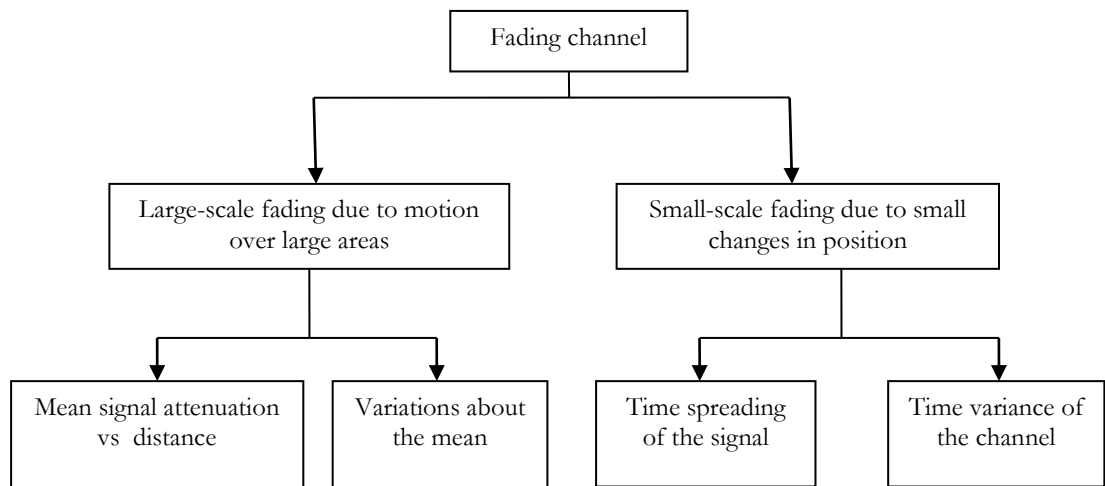 Fading channel
Large-scale fading due to motion
over large areas
Small-scale fading due to small
changes in position
Mean signal attenuation
vs distance
Variations about
the mean
Time spreading
of the signal
Time variance of
the channel